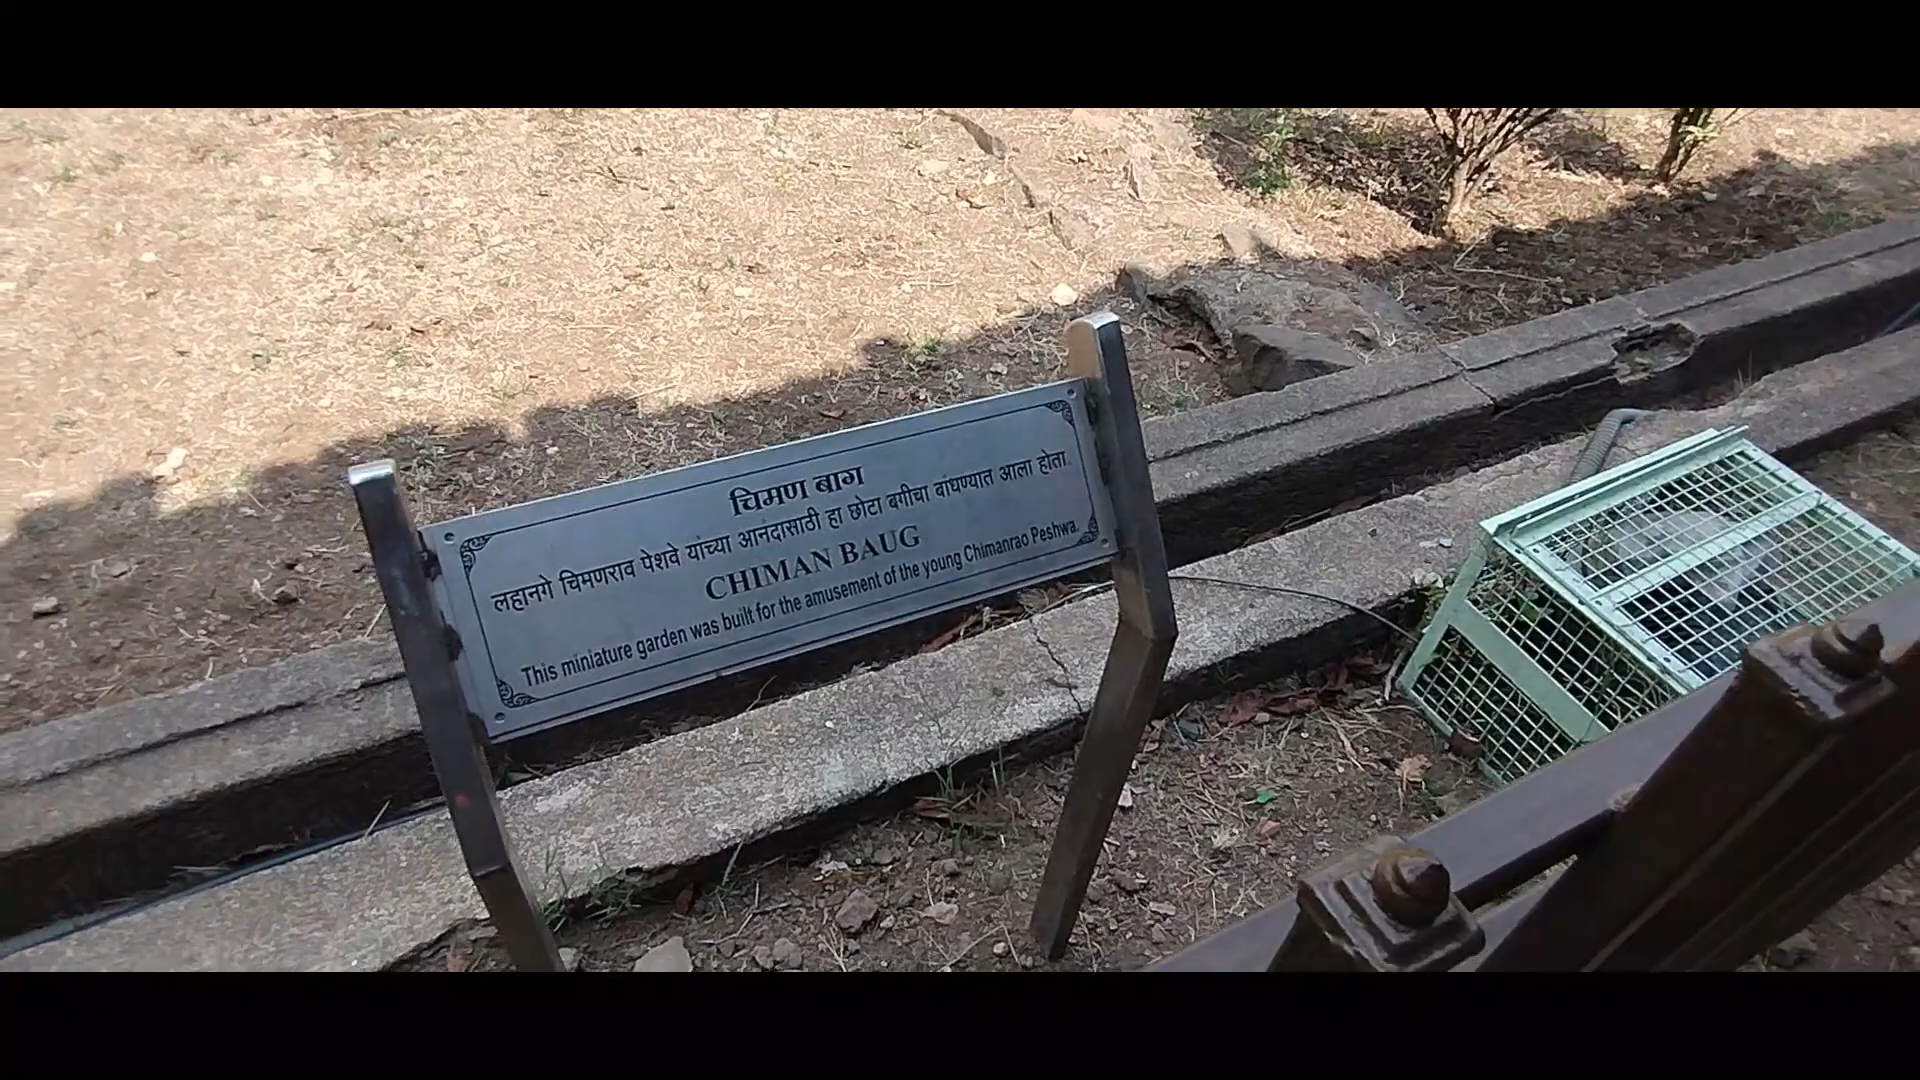 चिमण बाग
लहानगे चिमणराव पेशवे यांच्या आनंदासाठी हा छोटा बगीचा बांधण्यात आला होता.
CHIMAN BAUG
This miniature garden was built for the amusement of the young Chimanrao Peshwa.